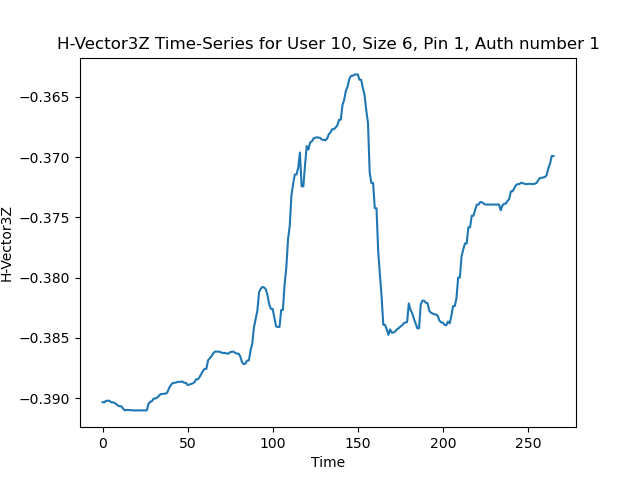 H-Vector3Z Time-Series for User 10, Size 6, Pin 1, Auth number 1
H-Vector3Z
−0.365
−0.370
−0.375
−0.380
−0.385
−0.390
0 50 100 150 200 250
Time